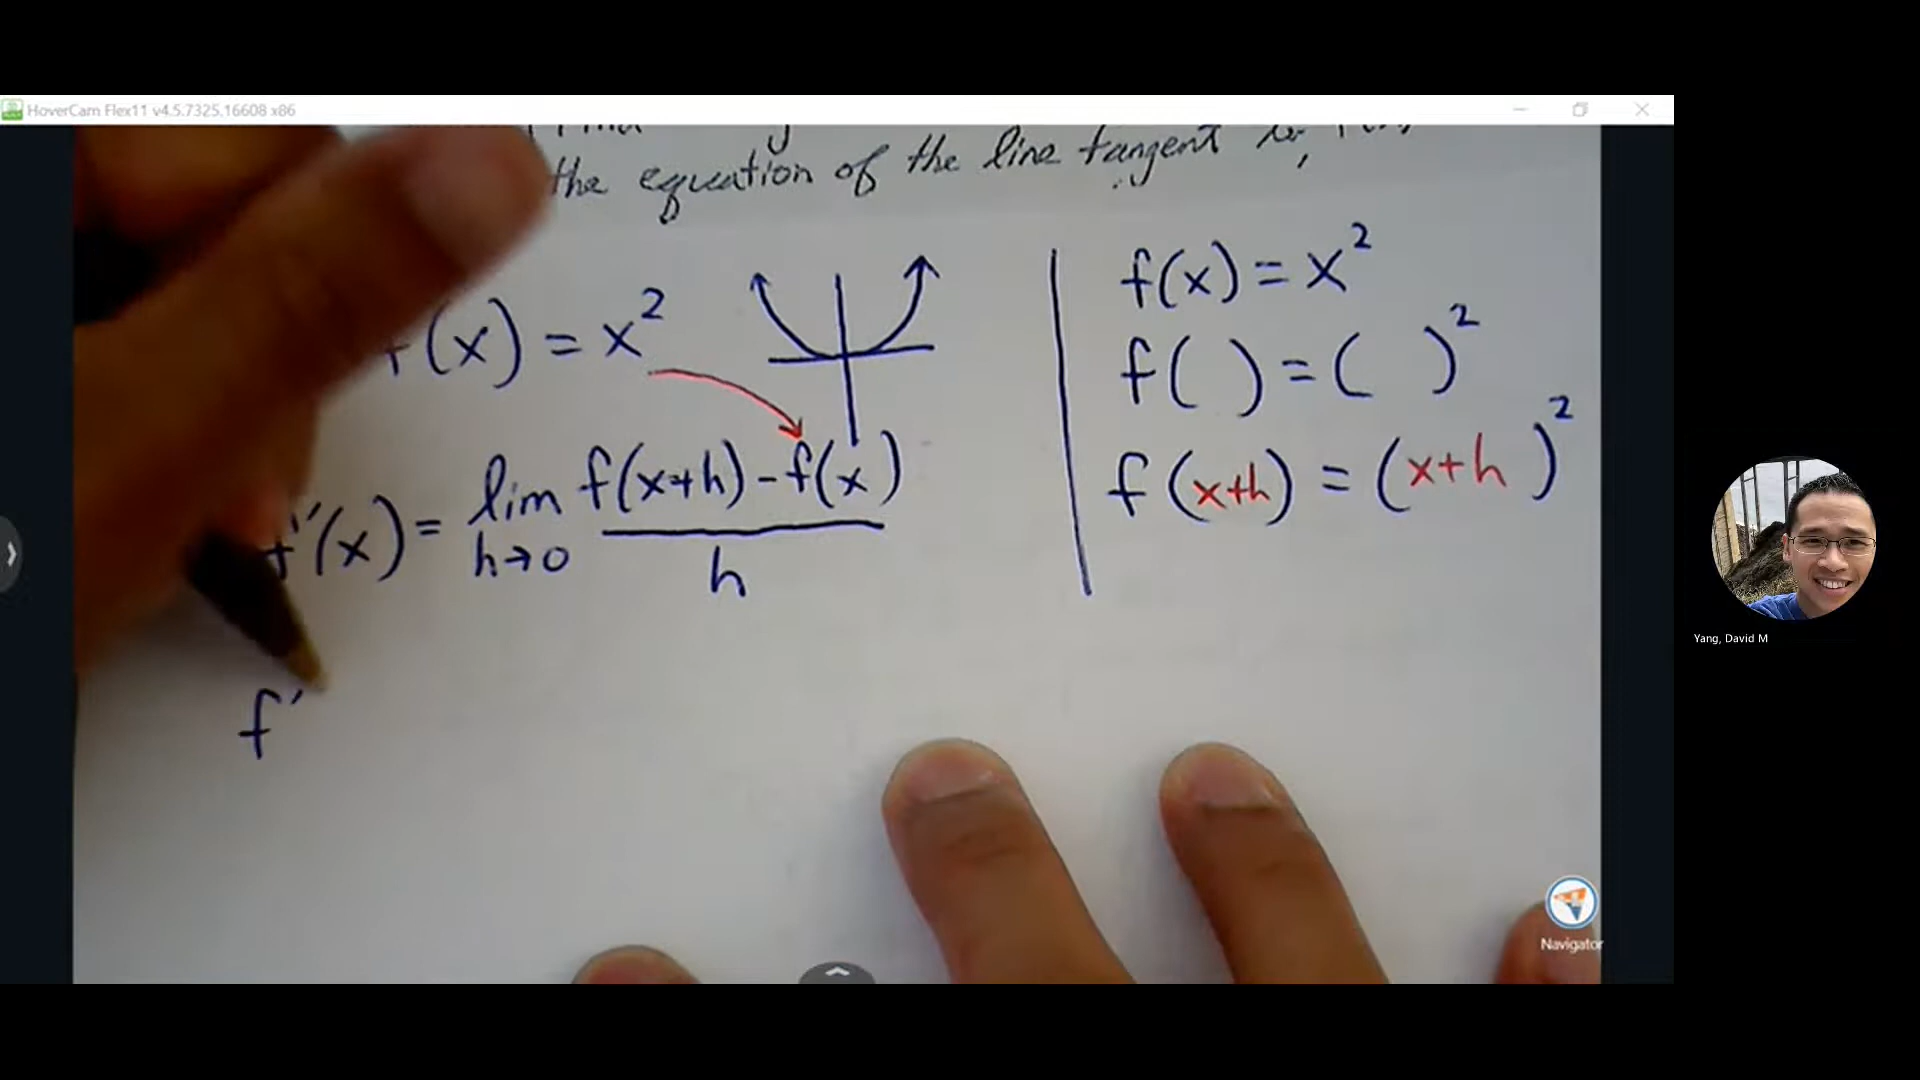 HoverCam Flex11 v4.5.7325.16608 x86
the equation of the line tangent
f(x) = x²
f'(x) = lim h→0 f(x+h) - f(x) / h
f'
f(x) = x²
f( ) = ( )²
f(x+h) = (x+h)²
Navigator
Yang, David M